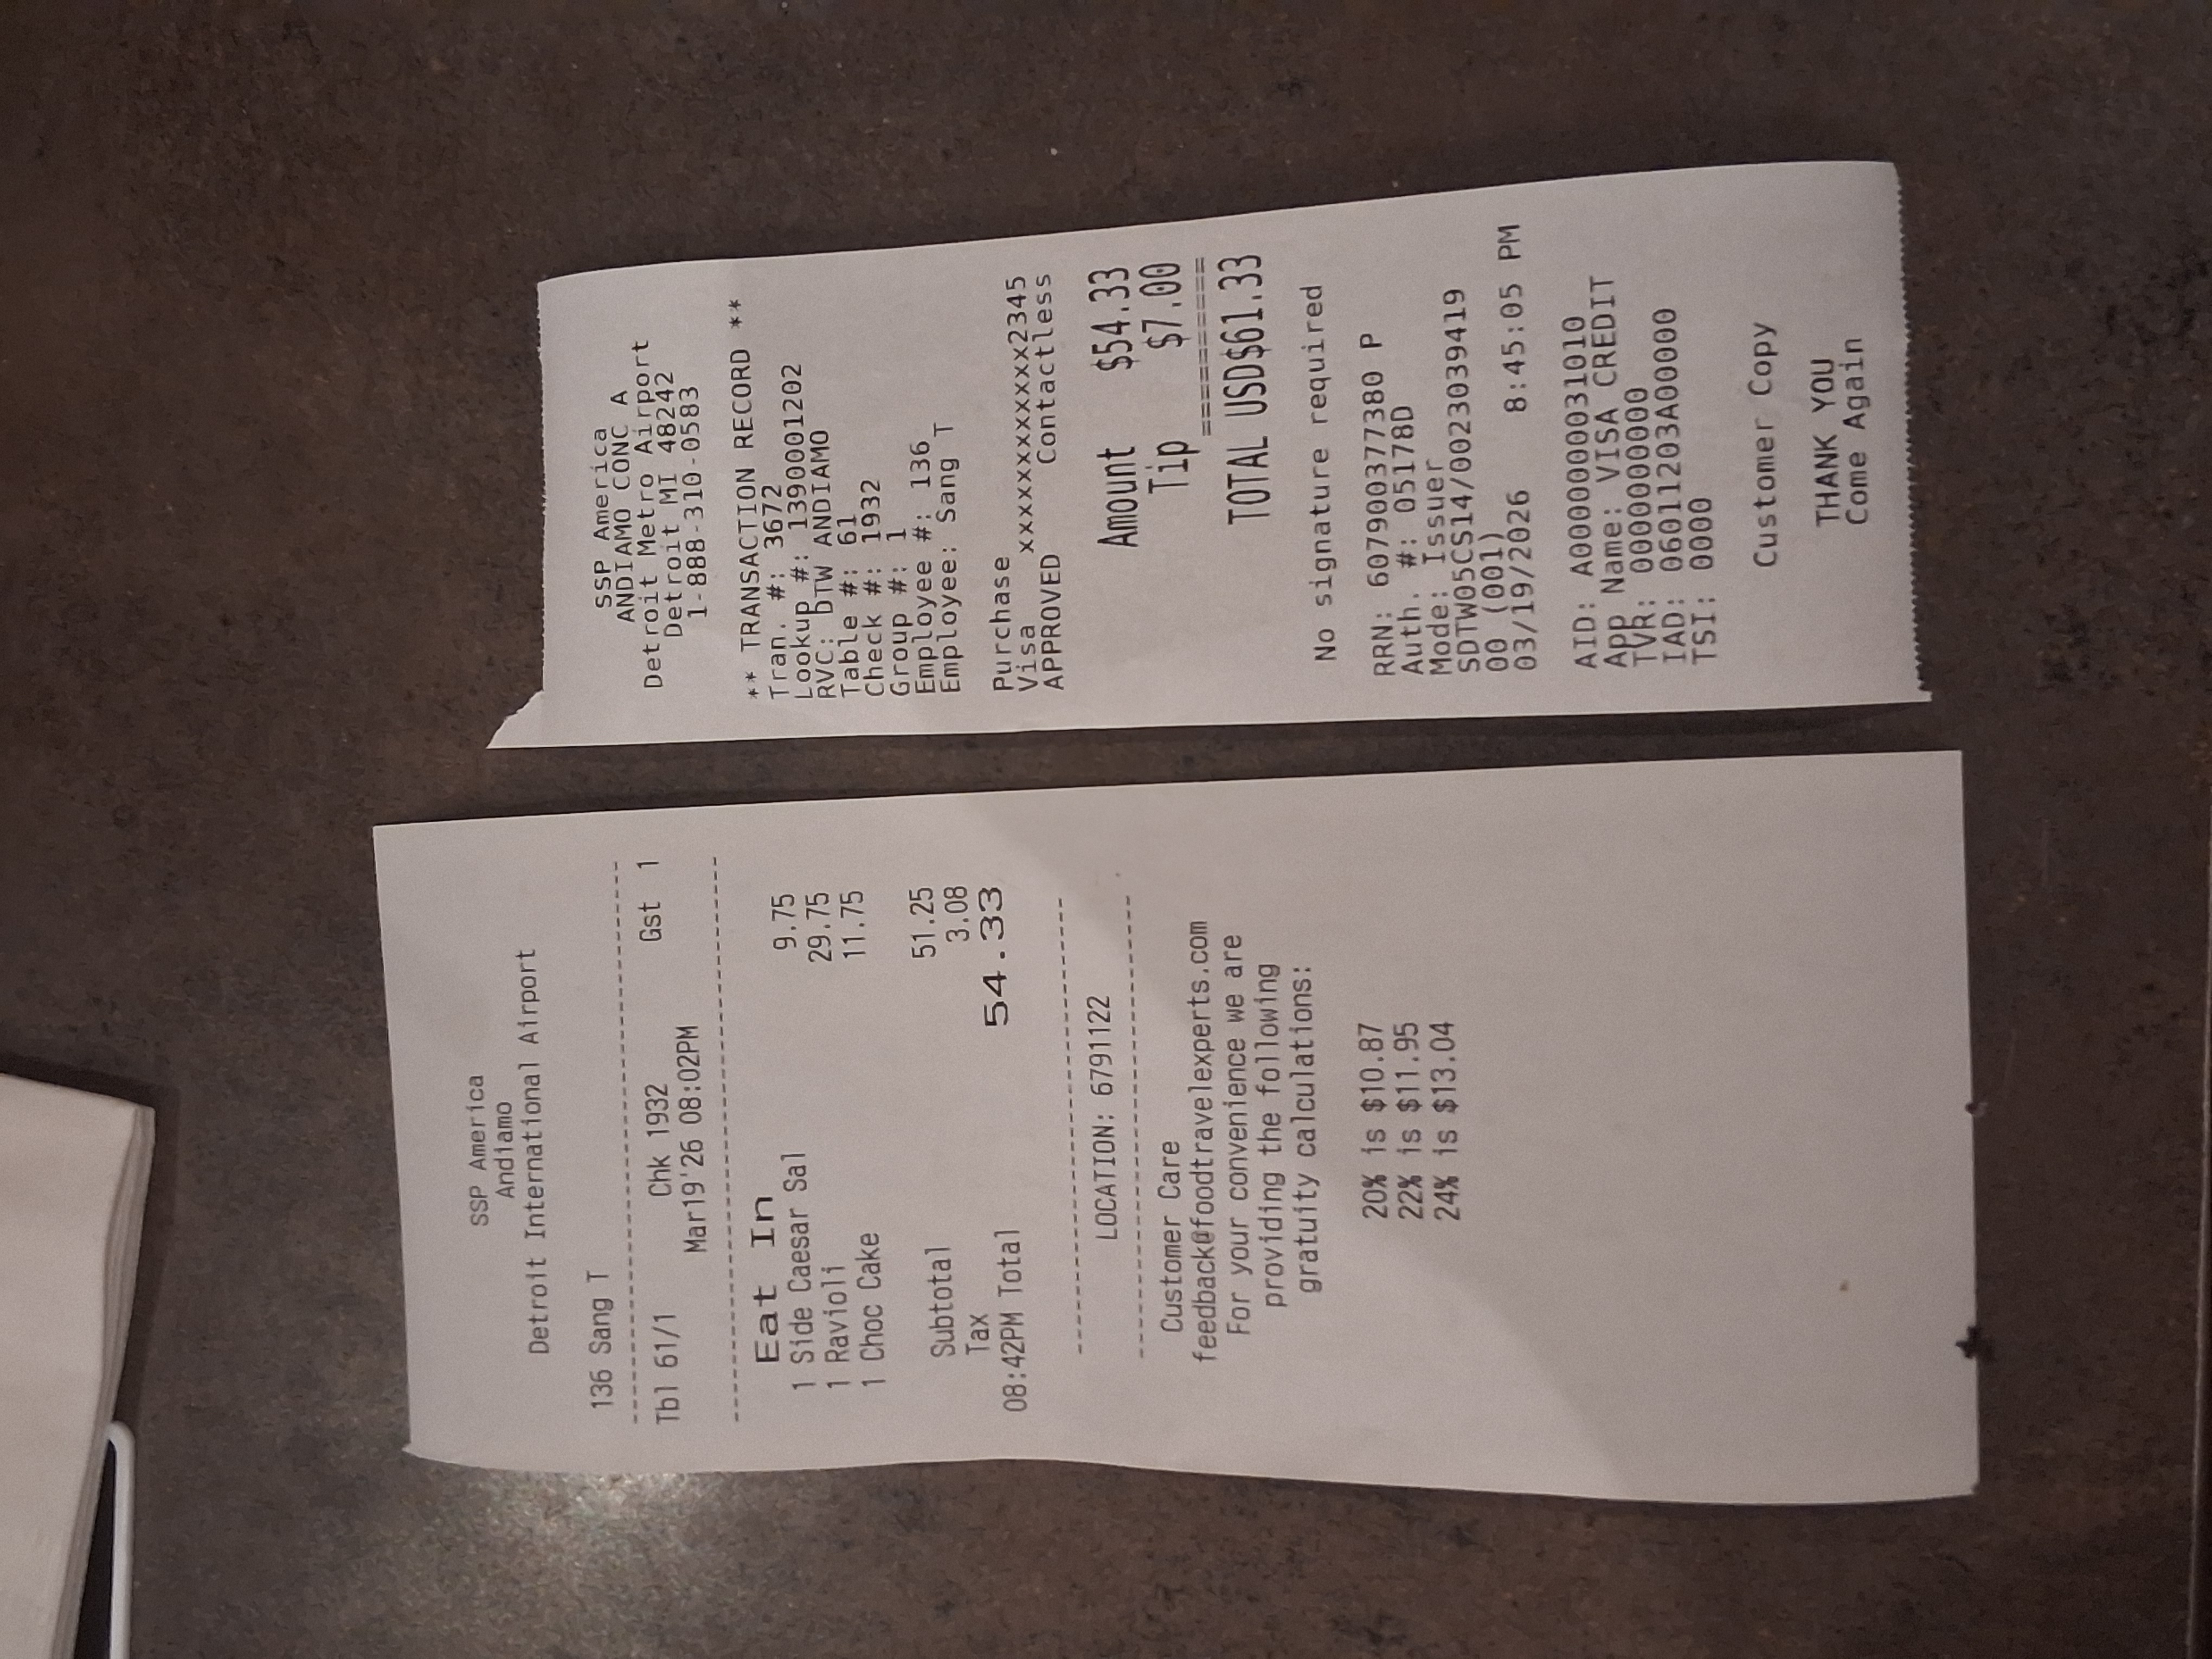 SSP America
Andiamo
Detroit International Airport
136 Sang T
--------------------------------------
Tbl 61/1 Chk 1932 Gst 1
Mar19'26 08:02PM
--------------------------------------
Eat In
1 Side Caesar Sal 9.75
1 Ravioli 29.75
1 Choc Cake 11.75
Subtotal 51.25
Tax 3.08
08:42PM Total 54.33
------------------------------
LOCATION: 6791122
------------------------------
Customer Care
feedback@foodtravelexperts.com
For your convenience we are
providing the following
gratuity calculations:
20% is $10.87
22% is $11.95
24% is $13.04
SSP America
ANDIAMO CONC A
Detroit Metro Airport
Detroit MI 48242
1-888-310-0583
** TRANSACTION RECORD **
Tran. #: 3672
Lookup #: 1390001202
RVC: DTW ANDIAMO
Table #: 61
Check #: 1932
Group #: 1
Employee #: 136
Employee: Sang T
Purchase
Visa xxxxxxxxxxxx2345
APPROVED Contactless
Amount $54.33
Tip $7.00
==========
TOTAL USD$61.33
No signature required
RRN: 607900377380 P
Auth. #: 05178D
Mode: Issuer
SDTW05CS14/0023039419
00 (001)
03/19/2026 8:45:05 PM
AID: A0000000031010
App Name: VISA CREDIT
TVR: 0000000000
IAD: 06011203A00000
TSI: 0000
Customer Copy
THANK YOU
Come Again